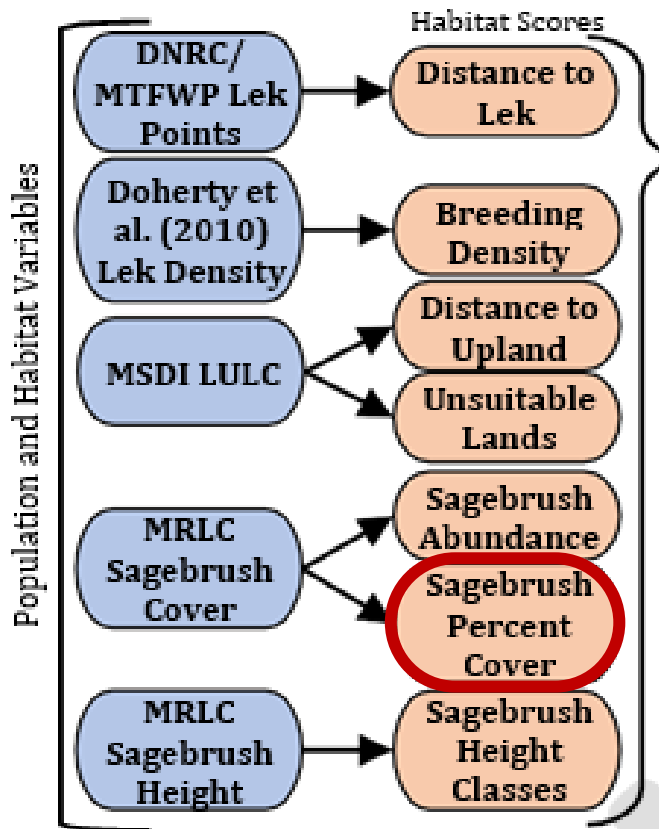 Habitat Scores
Population and Habitat Variables
DNRC/
MTFWP Lek
Points
Distance to
Lek
Doherty et
al. (2010)
Lek Density
Breeding
Density
MSDI LULC
Distance to
Upland
Unsuitable
Lands
MRLC
Sagebrush
Cover
Sagebrush
Abundance
Sagebrush
Percent
Cover
MRLC
Sagebrush
Height
Sagebrush
Height
Classes